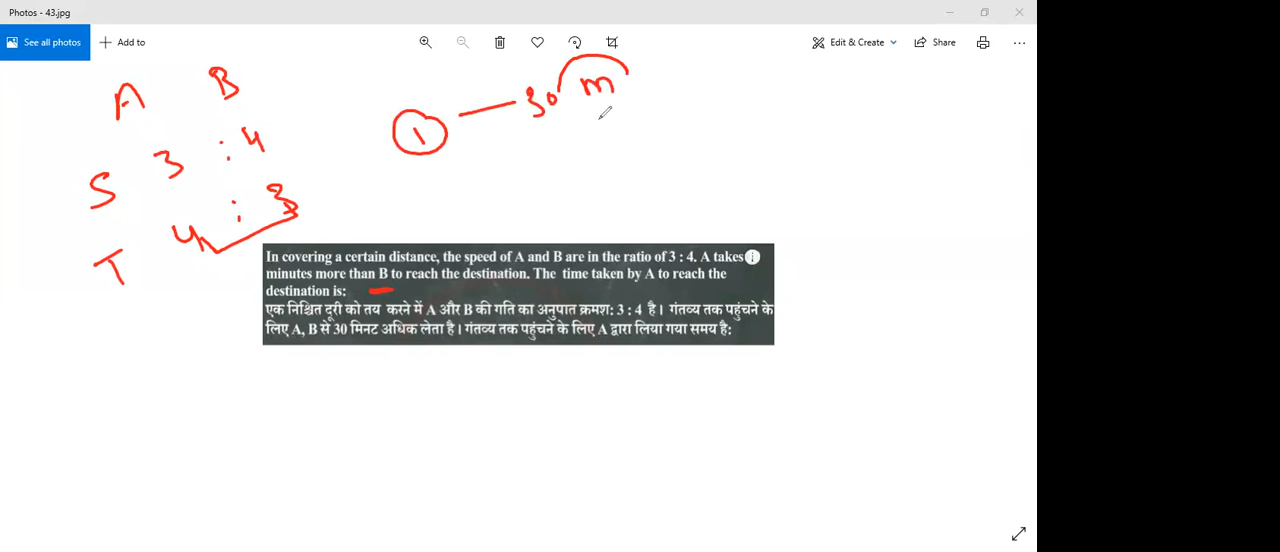 Photos - 43.jpg
See all photos
Add to
Edit & Create
Share
A B
S 3 : 4
T 4 : 3
1 — 30 m
In covering a certain distance, the speed of A and B are in the ratio of 3 : 4. A takes
minutes more than B to reach the destination. The time taken by A to reach the
destination is:
एक निश्चित दूरी को तय करने में A और B की गति का अनुपात क्रमश: 3 : 4 है। गंतव्य तक पहुंचने के
लिए A, B से 30 मिनट अधिक लेता है। गंतव्य तक पहुंचने के लिए A द्वारा लिया गया समय है: